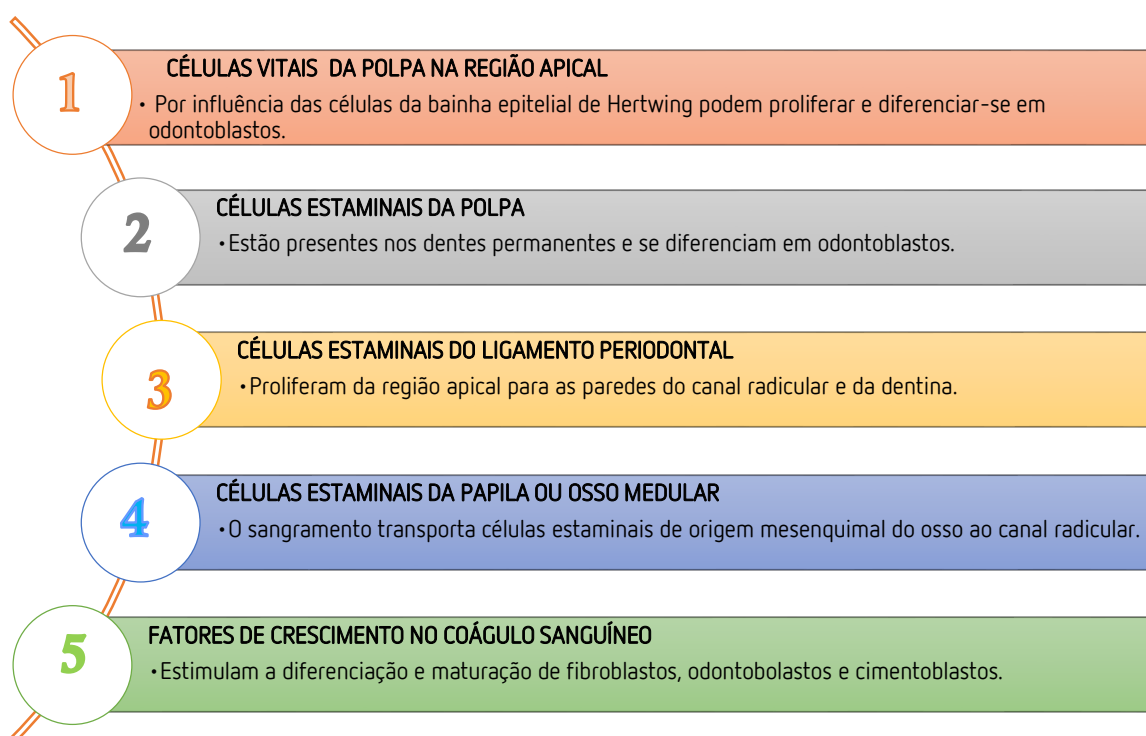 1
CÉLULAS VITAIS DA POLPA NA REGIÃO APICAL
• Por influência das células da bainha epitelial de Hertwing podem proliferar e diferenciar-se em
odontoblastos.
2
CÉLULAS ESTAMINAIS DA POLPA
•Estão presentes nos dentes permanentes e se diferenciam em odontoblastos.
3
CÉLULAS ESTAMINAIS DO LIGAMENTO PERIODONTAL
•Proliferam da região apical para as paredes do canal radicular e da dentina.
4
CÉLULAS ESTAMINAIS DA PAPILA OU OSSO MEDULAR
•O sangramento transporta células estaminais de origem mesenquimal do osso ao canal radicular.
5
FATORES DE CRESCIMENTO NO COÁGULO SANGUÍNEO
•Estimulam a diferenciação e maturação de fibroblastos, odontobolastos e cimentoblastos.